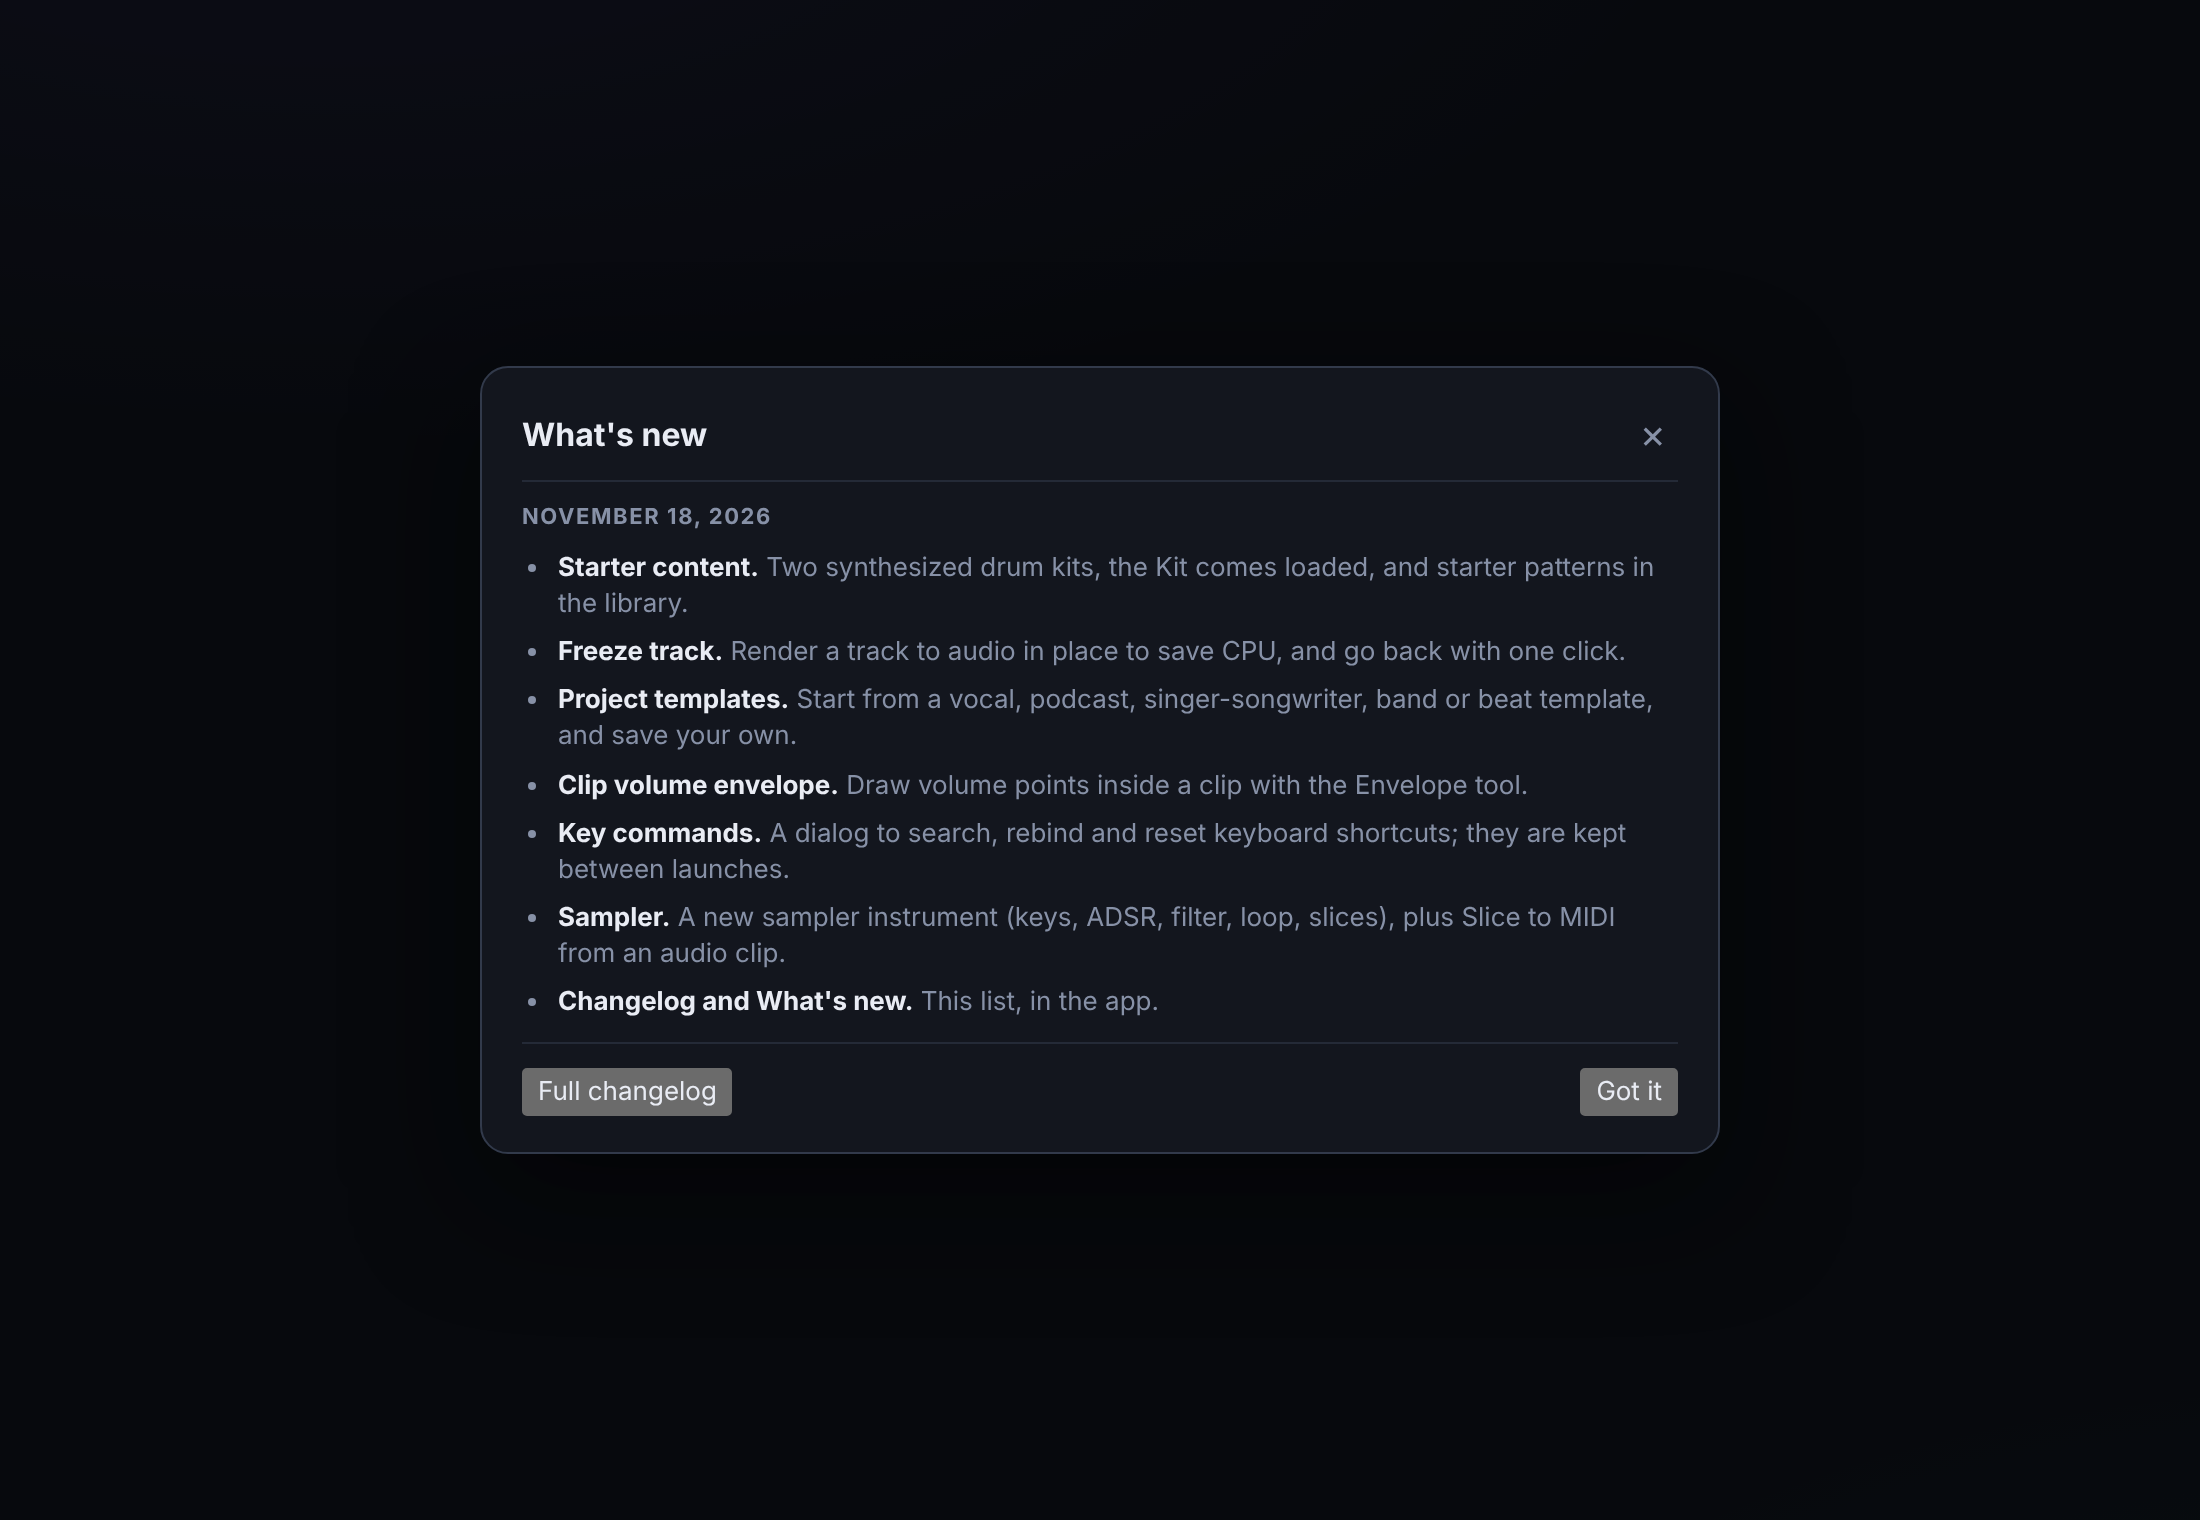 What's new
✕
NOVEMBER 18, 2026
• Starter content. Two synthesized drum kits, the Kit comes loaded, and starter patterns in
the library.
• Freeze track. Render a track to audio in place to save CPU, and go back with one click.
• Project templates. Start from a vocal, podcast, singer-songwriter, band or beat template,
and save your own.
• Clip volume envelope. Draw volume points inside a clip with the Envelope tool.
• Key commands. A dialog to search, rebind and reset keyboard shortcuts; they are kept
between launches.
• Sampler. A new sampler instrument (keys, ADSR, filter, loop, slices), plus Slice to MIDI
from an audio clip.
• Changelog and What's new. This list, in the app.
Full changelog
Got it